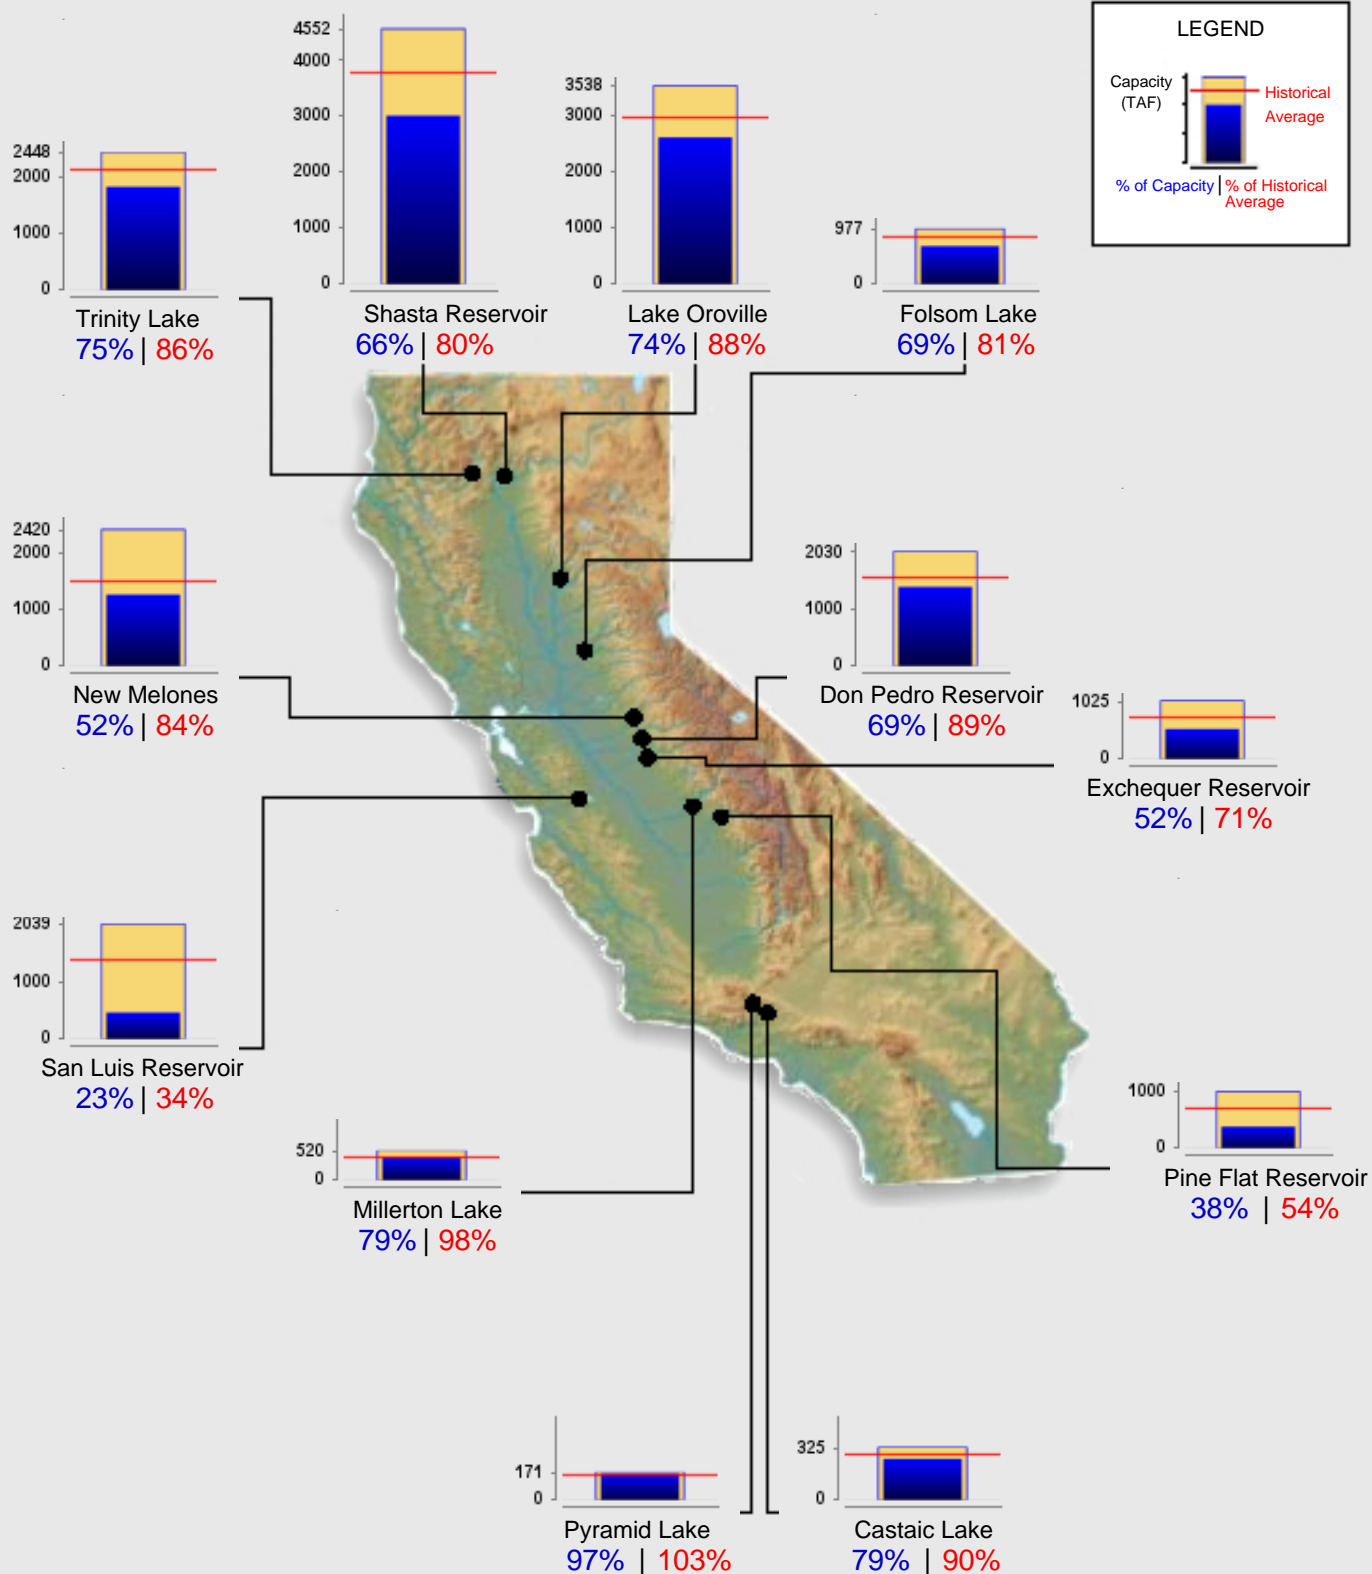 LEGEND
Capacity
(TAF)
Historical
Average
% of Capacity | % of Historical
Average
4552
4000
3000
2000
1000
0
Shasta Reservoir
66% | 80%
3538
3000
2000
1000
0
Lake Oroville
74% | 88%
2448
2000
1000
0
Trinity Lake
75% | 86%
977
0
Folsom Lake
69% | 81%
2420
2000
1000
0
New Melones
52% | 84%
2030
1000
0
Don Pedro Reservoir
69% | 89%
1025
0
Exchequer Reservoir
52% | 71%
2039
1000
0
San Luis Reservoir
23% | 34%
520
0
Millerton Lake
79% | 98%
1000
0
Pine Flat Reservoir
38% | 54%
171
0
Pyramid Lake
97% | 103%
325
0
Castaic Lake
79% | 90%